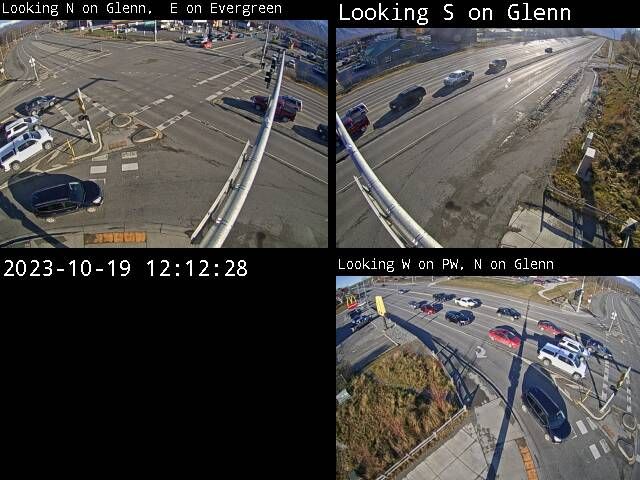 Looking N on Glenn, E on Evergreen
Looking S on Glenn
2023-10-19 12:12:28
Looking W on PW, N on Glenn